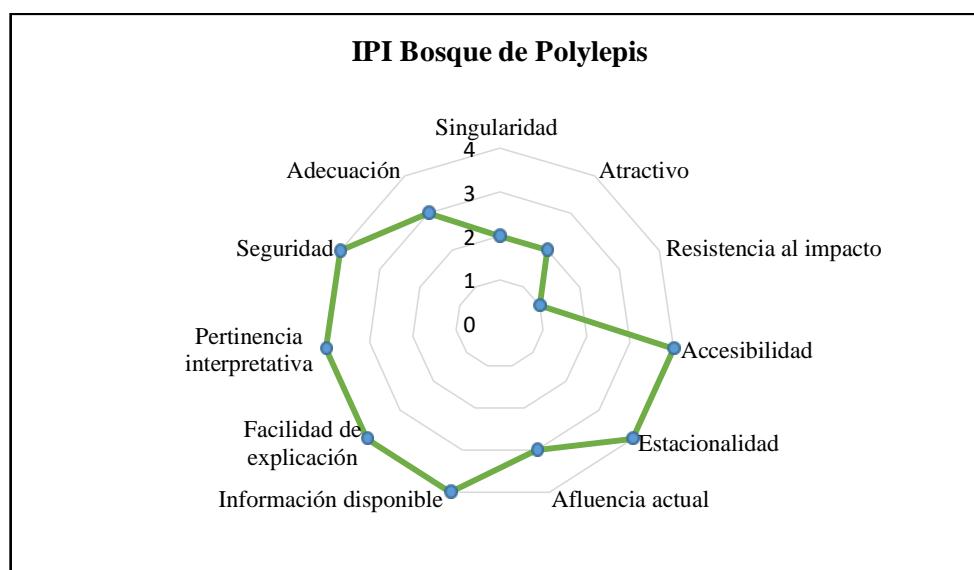 IPI Bosque de Polylepis
Singularidad
Atractivo
Resistencia al impacto
Accesibilidad
Estacionalidad
Afluencia actual
Información disponible
Facilidad de
explicación
Pertinencia
interpretativa
Seguridad
Adecuación
4
3
2
1
0